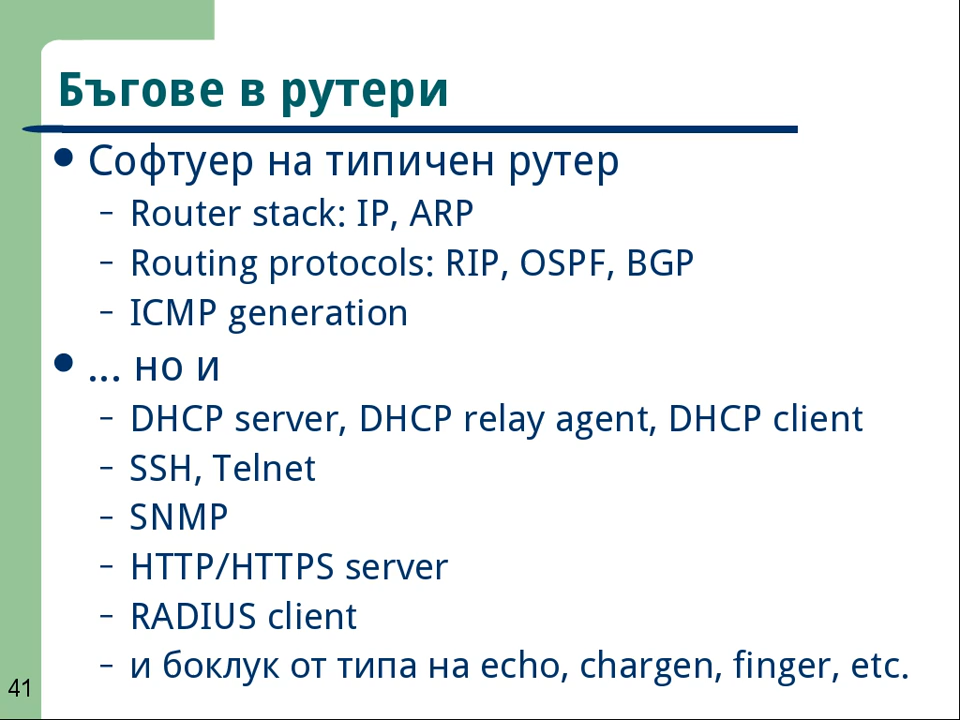 Бъгове в рутери
● Софтуер на типичен рутер
– Router stack: IP, ARP
– Routing protocols: RIP, OSPF, BGP
– ICMP generation
● ... но и
– DHCP server, DHCP relay agent, DHCP client
– SSH, Telnet
– SNMP
– HTTP/HTTPS server
– RADIUS client
– и боклук от типа на echo, chargen, finger, etc.
41